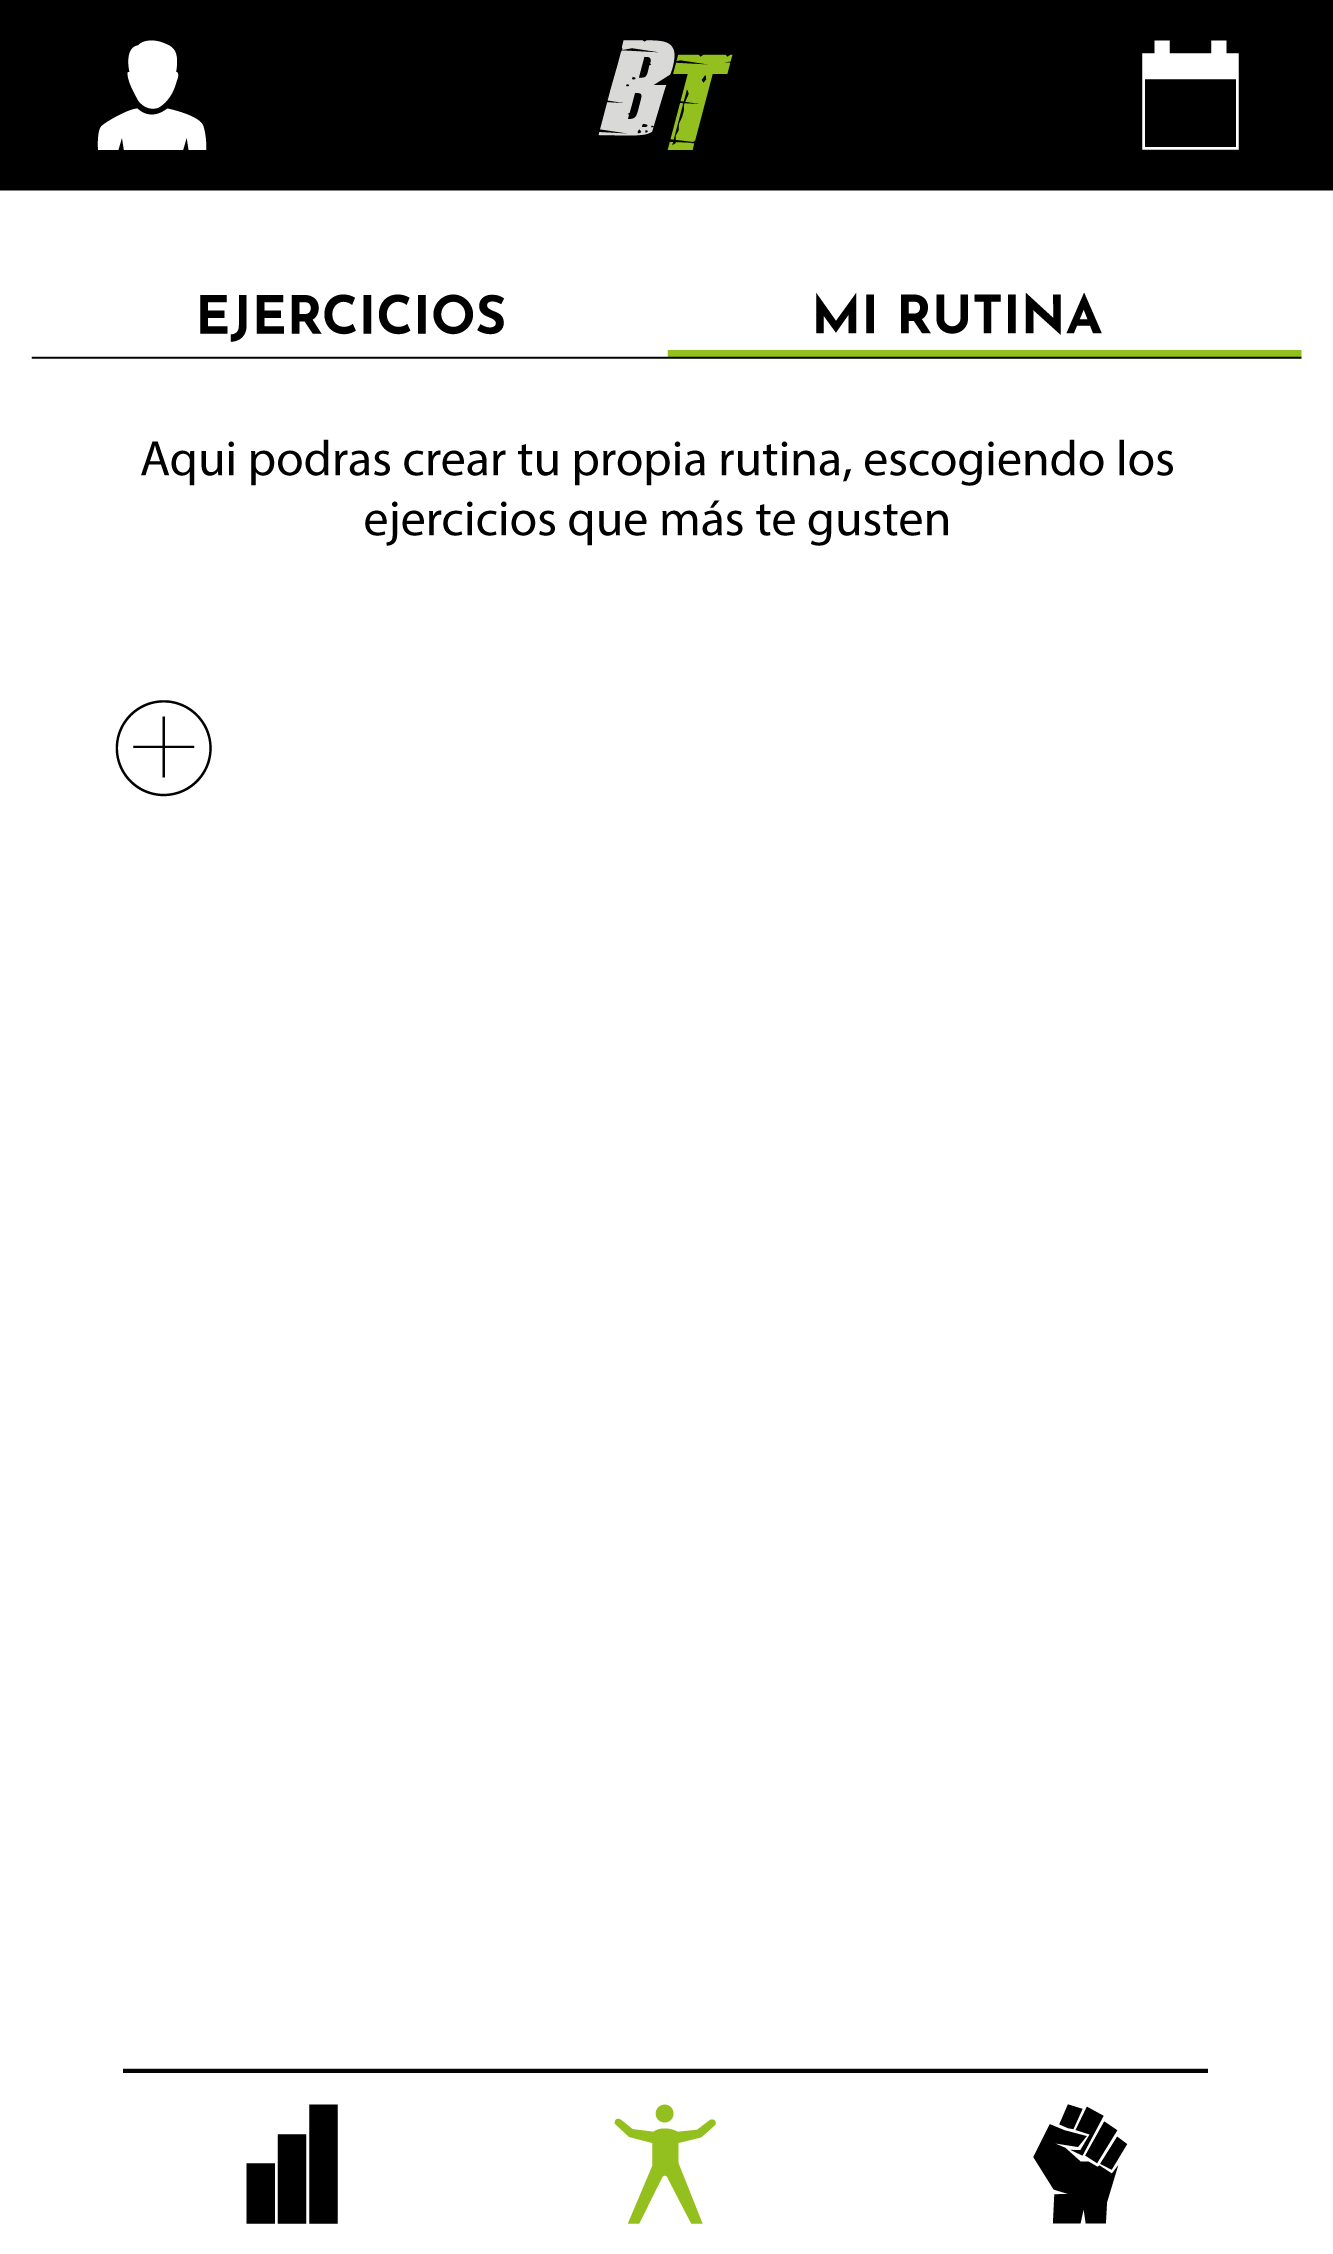 BT
EJERCICIOS
MI RUTINA
Aqui podras crear tu propia rutina, escogiendo los
ejercicios que más te gusten